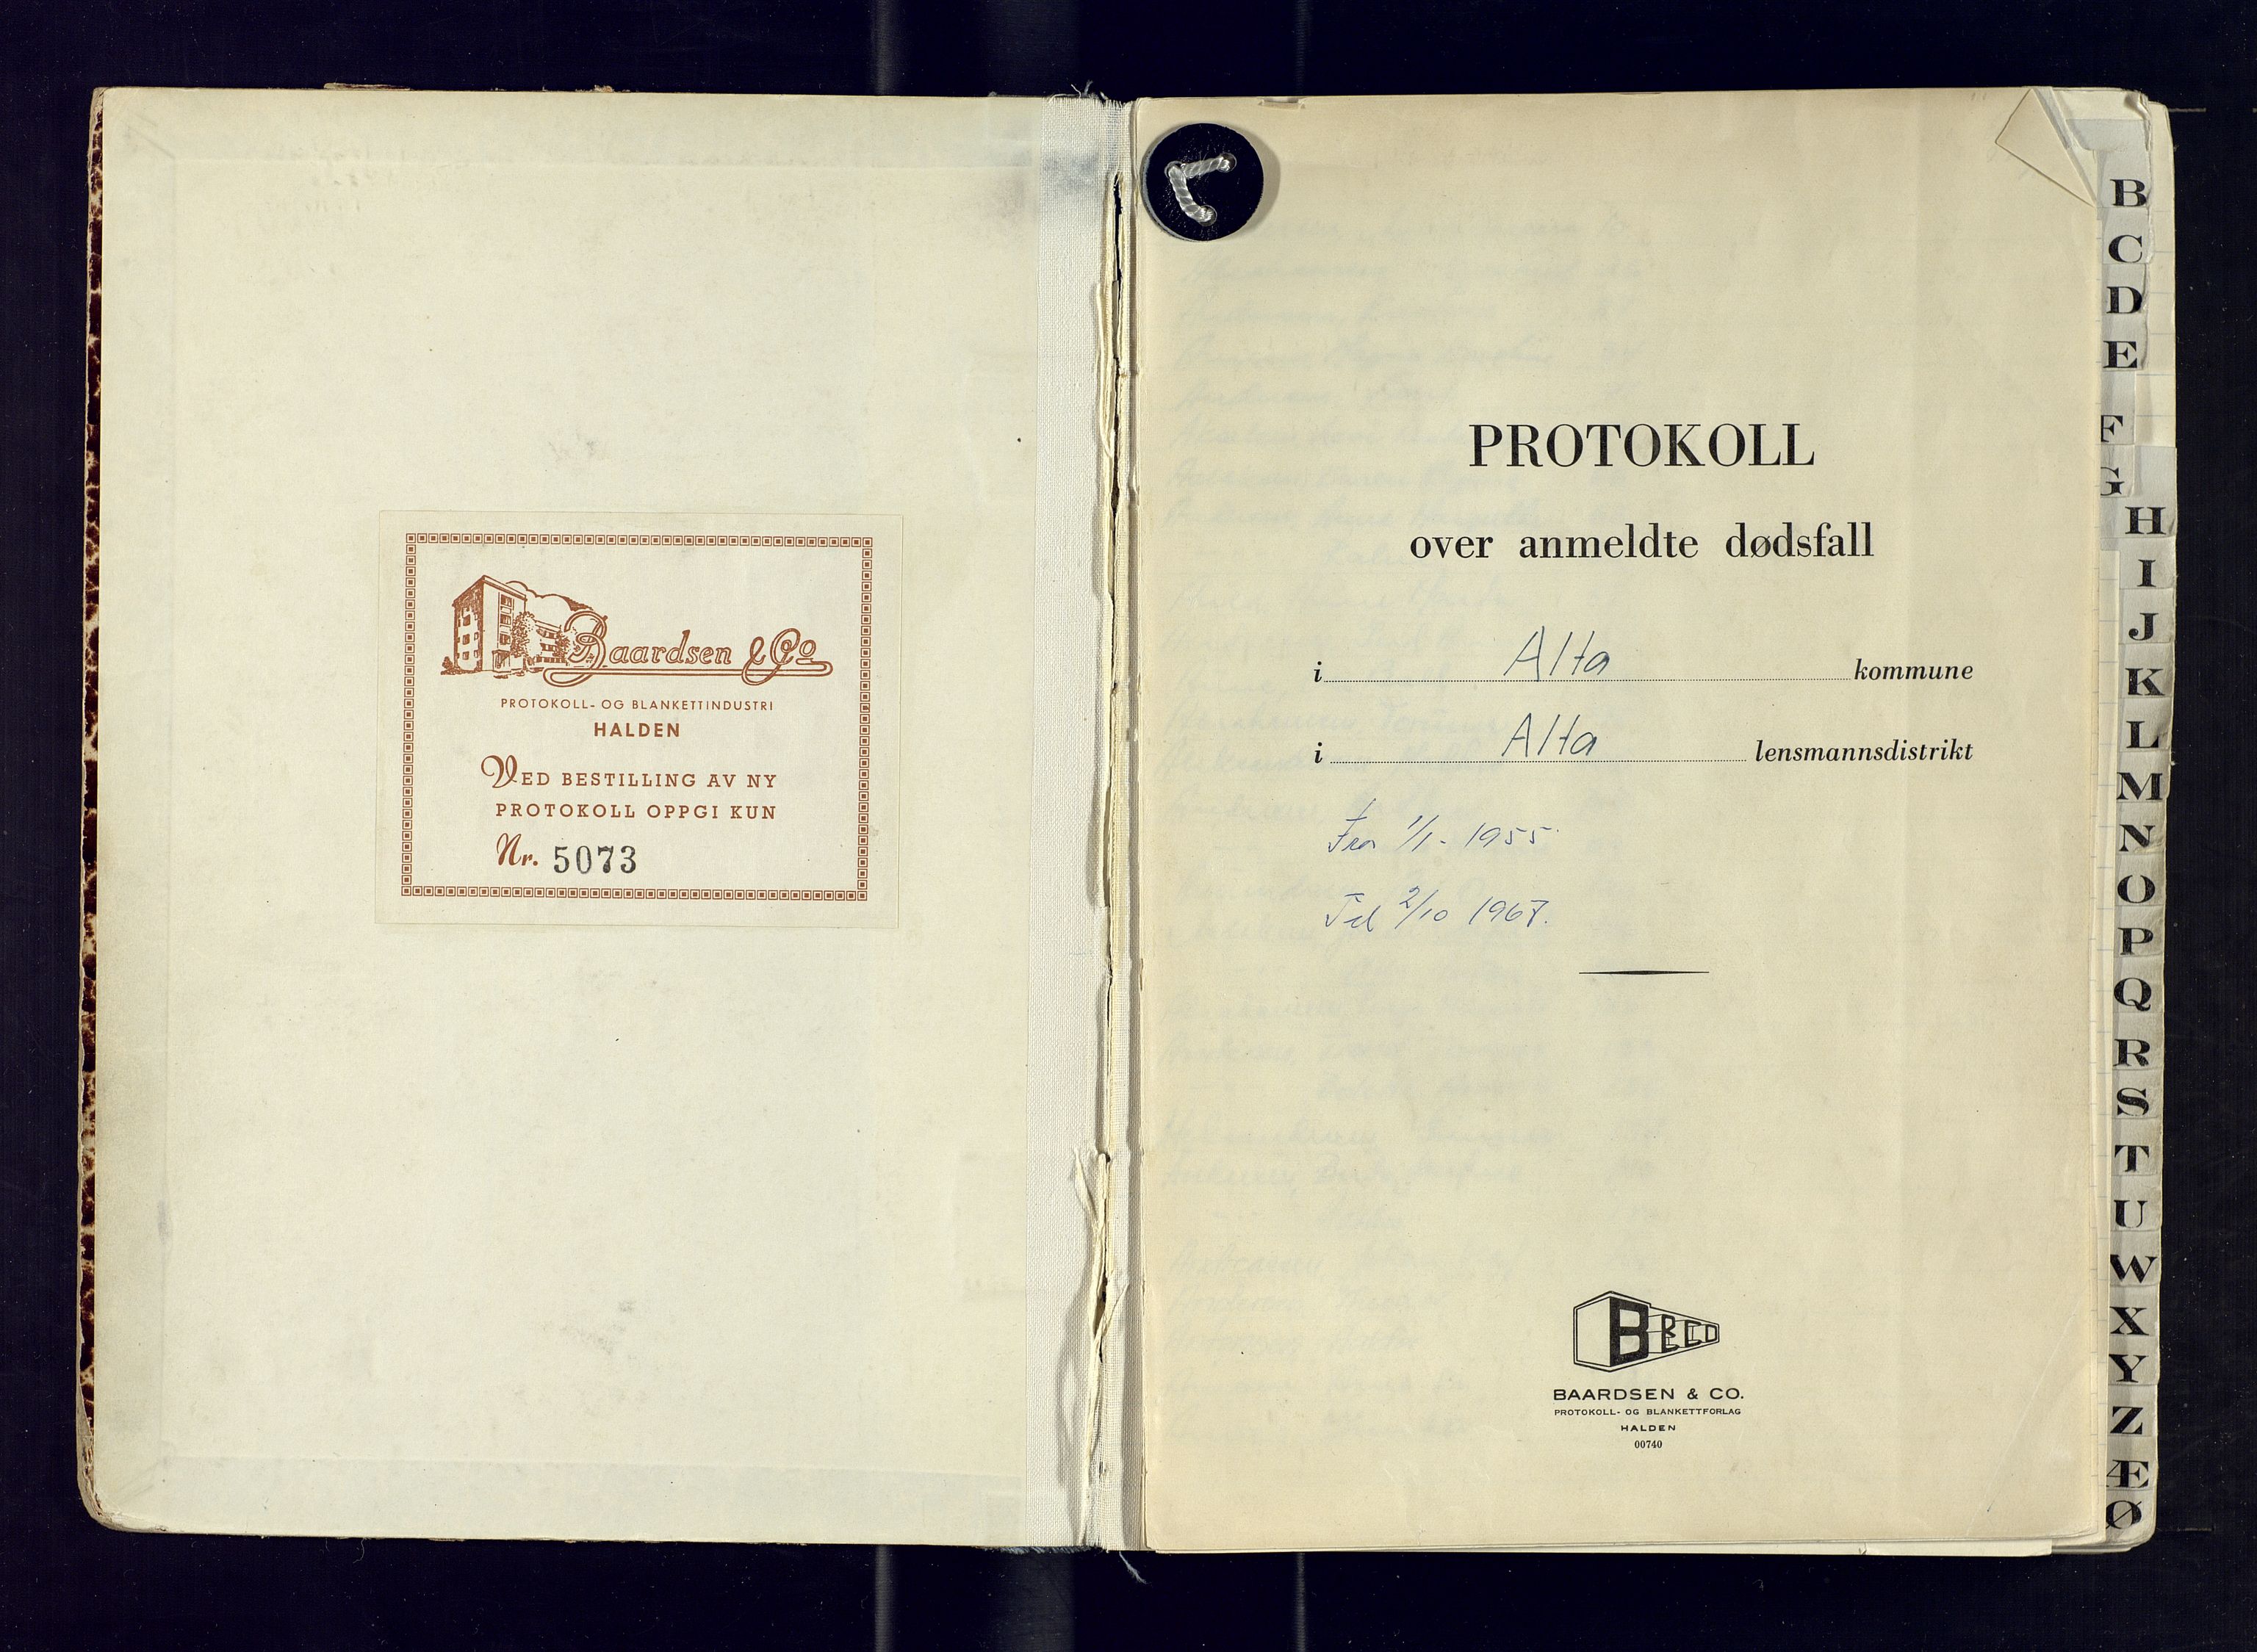 Baardsen & Co
PROTOKOLL- OG BLANKETTINDUSTRI
HALDEN
VED BESTILLING AV NY
PROTOKOLL OPPGI KUN
Nr. 5073
PROTOKOLL
over anmeldte dødsfall
i Alta kommune
i Alta lensmannsdistrikt
Fra 1/1 - 1955.
Til 2/10 1967.
BRECO
BAARDSEN & CO.
PROTOKOLL- OG BLANKETTFORLAG
HALDEN
00740
B
C
D
E
F
G
H
I
J
K
L
M
N
O
P
Q
R
S
T
U
W
X
Y
Z
Æ
Ø